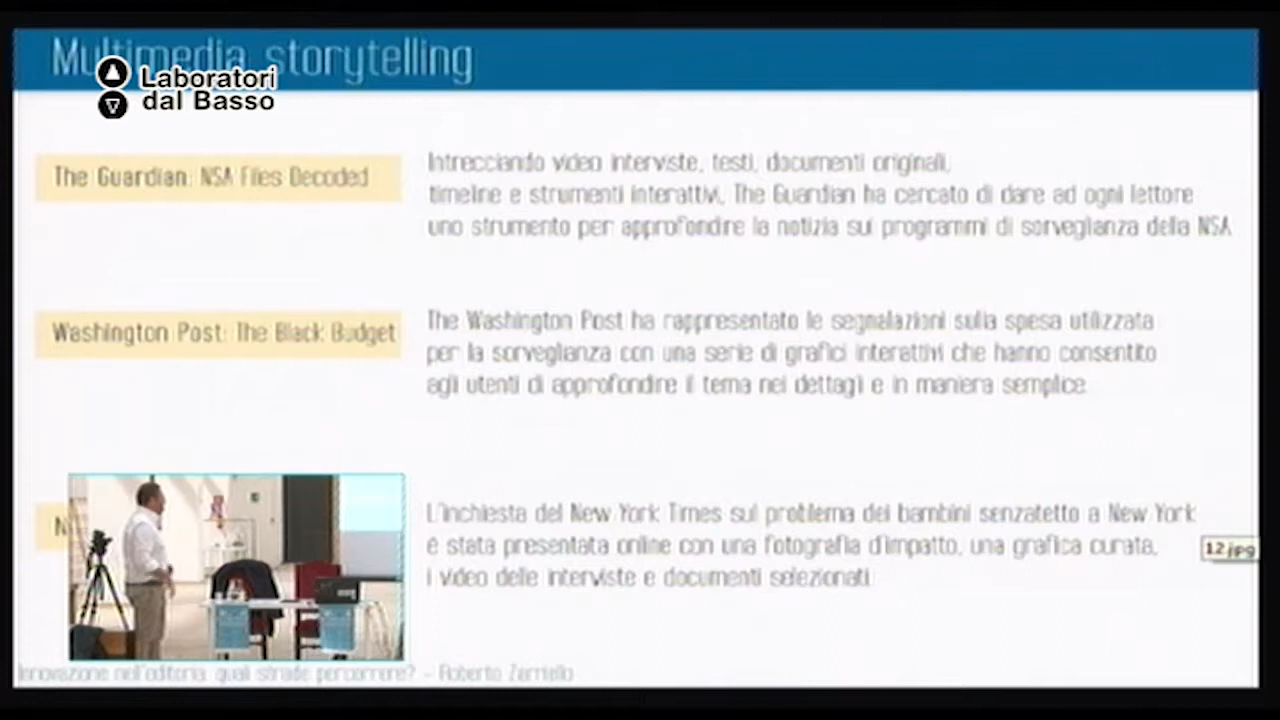 Multimedia storytelling
Laboratori
dal Basso
The Guardian: NSA Files Decoded
Intrecciando video interviste, testi, documenti originali,
timeline e strumenti interattivi, The Guardian ha cercato di dare ad ogni lettore
uno strumento per approfondire la notizia sui programmi di sorveglianza della NSA
Washington Post: The Black Budget
The Washington Post ha rappresentato le segnalazioni sulla spesa utilizzata
per la sorveglianza con una serie di grafici interattivi che hanno consentito
agli utenti di approfondire il tema nei dettagli e in maniera semplice.
N
L'inchiesta del New York Times sul problema dei bambini senzatetto a New York
è stata presentata online con una fotografia d'impatto, una grafica curata,
i video delle interviste e documenti selezionati.
12.jpg
Innovazione nell'editoria: quali strade percorrere? - Roberto Zarriello